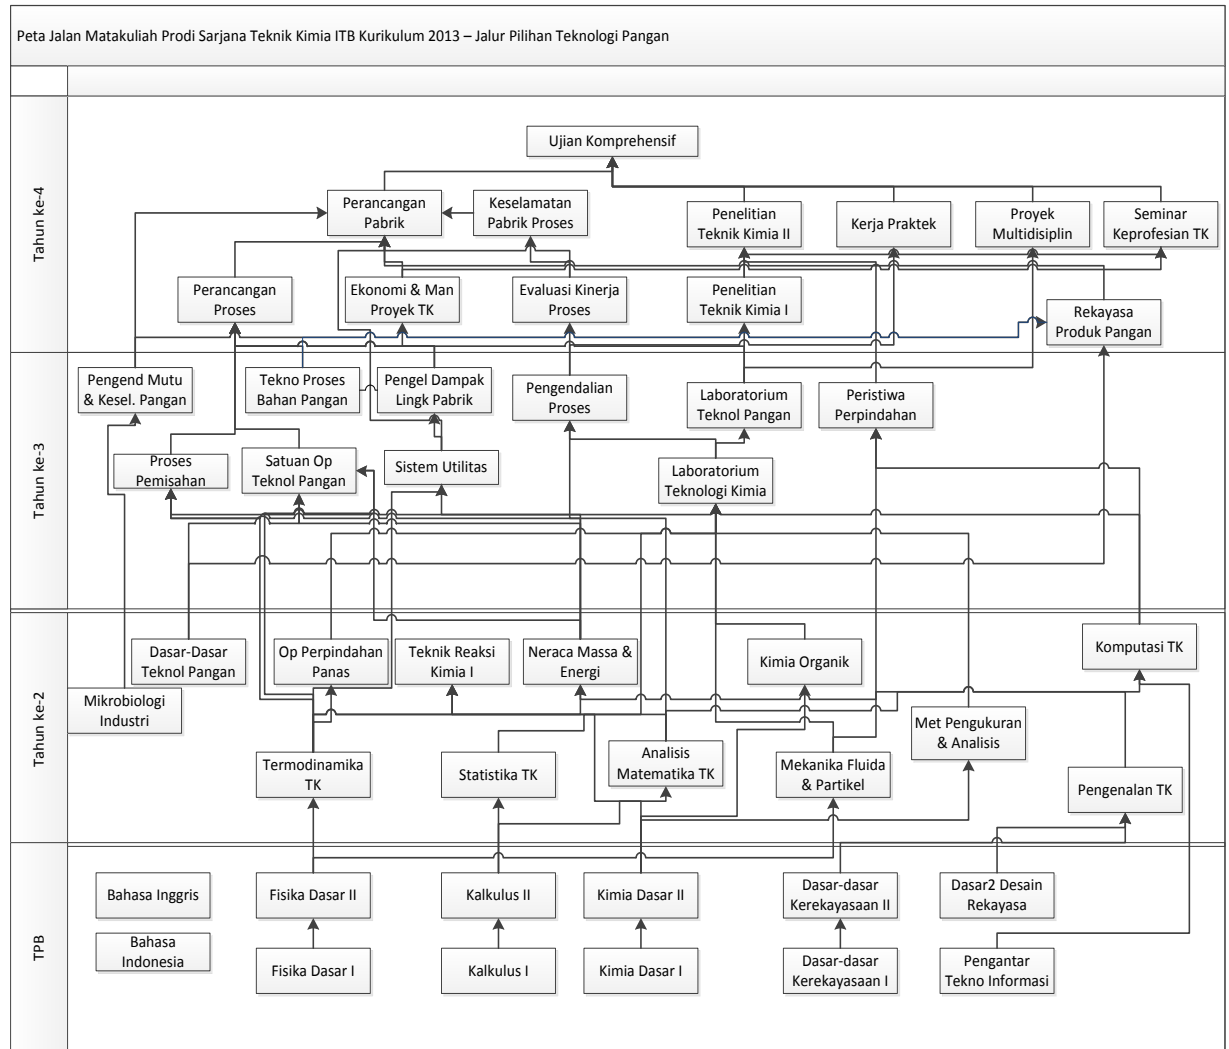 Peta Jalan Matakuliah Prodi Sarjana Teknik Kimia ITB Kurikulum 2013 – Jalur Pilihan Teknologi Pangan
Tahun ke-4
Ujian Komprehensif
Perancangan
Pabrik
Keselamatan
Pabrik Proses
Penelitian
Teknik Kimia II
Kerja Praktek
Proyek
Multidisiplin
Seminar
Keprofesian TK
Perancangan
Proses
Ekonomi & Man
Proyek TK
Evaluasi Kinerja
Proses
Penelitian
Teknik Kimia I
Rekayasa
Produk Pangan
Tahun ke-3
Pengend Mutu
& Kesel. Pangan
Tekno Proses
Bahan Pangan
Pengel Dampak
Lingk Pabrik
Pengendalian
Proses
Laboratorium
Teknol Pangan
Peristiwa
Perpindahan
Proses
Pemisahan
Satuan Op
Teknol Pangan
Sistem Utilitas
Laboratorium
Teknologi Kimia
Tahun ke-2
Dasar-Dasar
Teknol Pangan
Op Perpindahan
Panas
Teknik Reaksi
Kimia I
Neraca Massa &
Energi
Kimia Organik
Komputasi TK
Mikrobiologi
Industri
Met Pengukuran
& Analisis
Termodinamika
TK
Statistika TK
Analisis
Matematika TK
Mekanika Fluida
& Partikel
Pengenalan TK
TPB
Bahasa Inggris
Fisika Dasar II
Kalkulus II
Kimia Dasar II
Dasar-dasar
Kerekayasaan II
Dasar2 Desain
Rekayasa
Bahasa
Indonesia
Fisika Dasar I
Kalkulus I
Kimia Dasar I
Dasar-dasar
Kerekayasaan I
Pengantar
Tekno Informasi